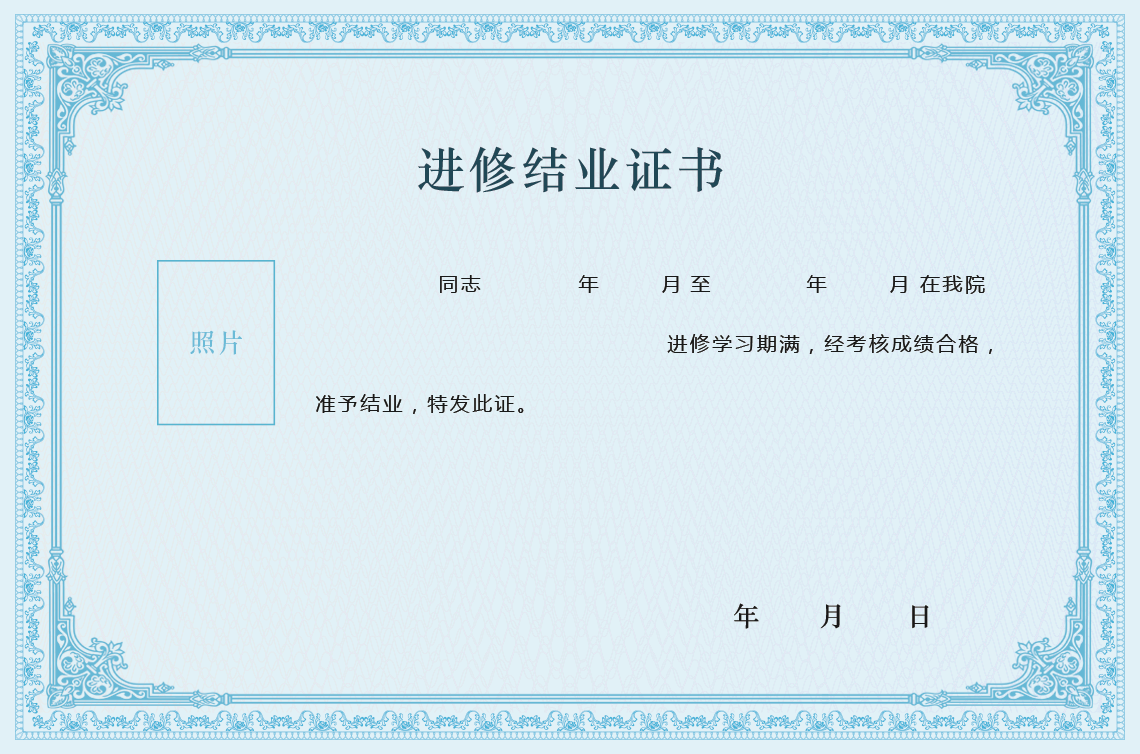 进修结业证书
同志 年 月 至 年 月 在我院
照片
进修学习期满，经考核成绩合格，
准予结业，特发此证。
年 月 日